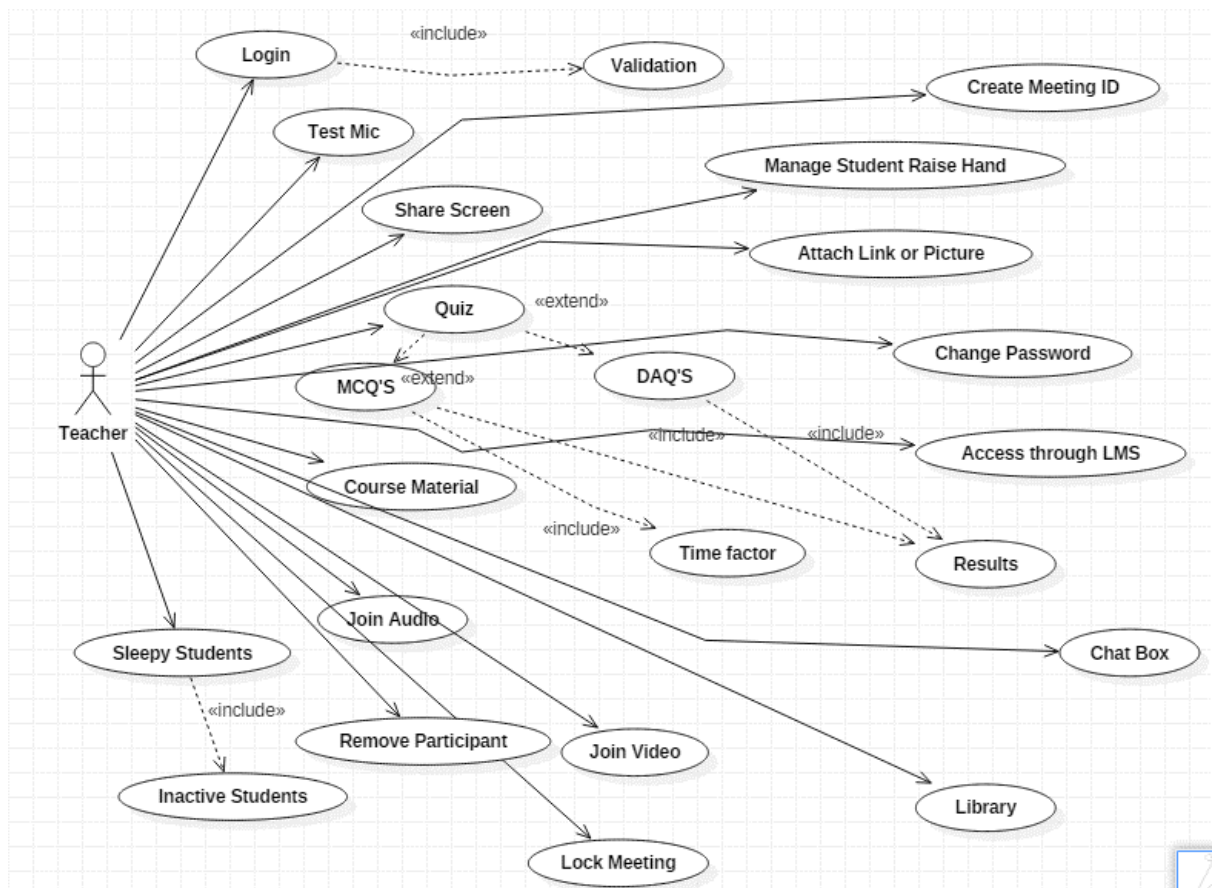 «include»
Login
Validation
Create Meeting ID
Test Mic
Manage Student Raise Hand
Share Screen
Attach Link or Picture
Quiz
«extend»
Change Password
MCQ'S
«extend»
DAQ'S
Teacher
«include»
«include»
Access through LMS
Course Material
«include»
Time factor
Results
Join Audio
Sleepy Students
Chat Box
«include»
Remove Participant
Join Video
Inactive Students
Library
Lock Meeting